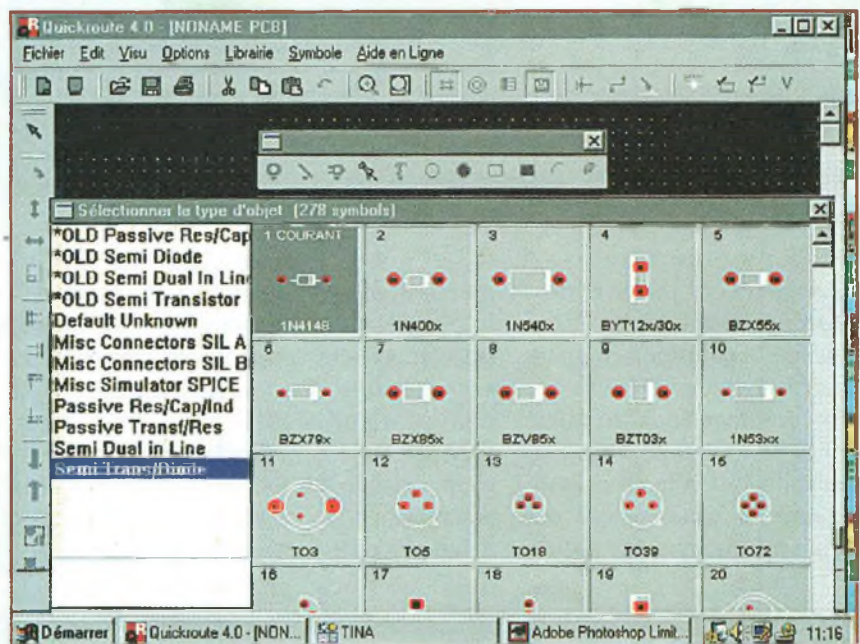 Quickroute 4.0 - [NONAME PCB]
Fichier Edit Visu Options Librairie Symbole Aide en Ligne
Sélectionner le type d'objet (278 symbols)
*OLD Passive Res/Cap
*OLD Semi Diode
*OLD Semi Dual In Line
*OLD Semi Transistor
Default Unknown
Misc Connectors SIL A
Misc Connectors SIL B
Misc Simulator SPICE
Passive Res/Cap/Ind
Passive Transf/Res
Semi Dual in Line
Semi Trans/Diode
1 COURANT 2 3 4 5
1N4148 1N400x 1N540x BYT12x/30x BZX55x
6 7 8 9 10
BZX79x BZX85x BZV85x BZT03x 1N53xx
11 12 13 14 15
TO3 TO5 TO18 TO39 TO72
16 17 18 19 20
Démarrer Quickroute 4.0 - [NON... TINA Adobe Photoshop Limit... 11:16